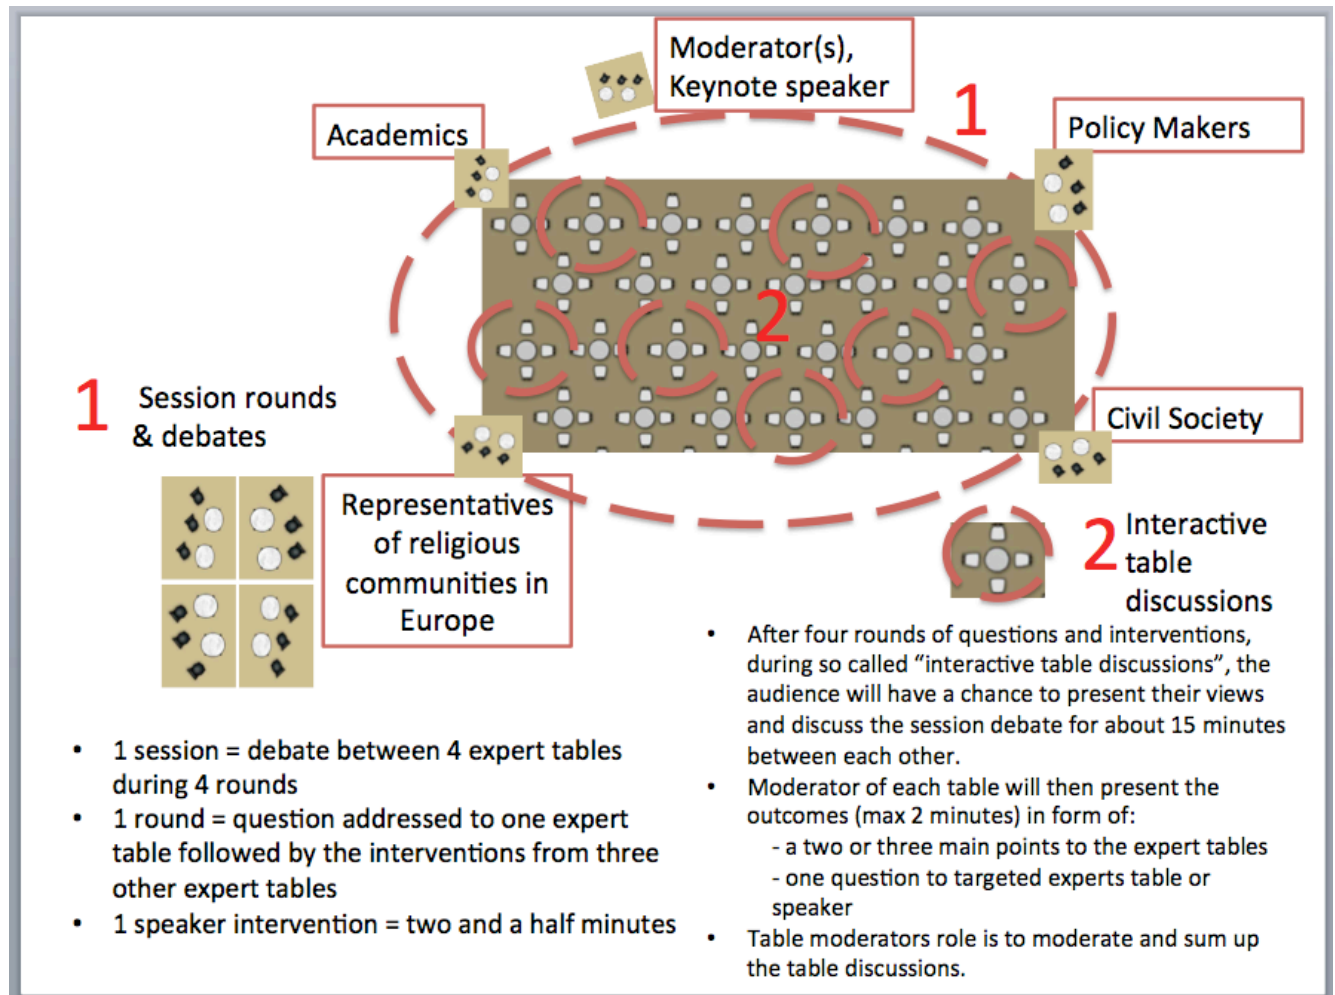 Moderator(s),
Keynote speaker
1
Academics
Policy Makers
2
1
Session rounds
& debates
Civil Society
Representatives
of religious
communities in
Europe
2
Interactive
table
discussions
• 1 session = debate between 4 expert tables
during 4 rounds
• 1 round = question addressed to one expert
table followed by the interventions from three
other expert tables
• 1 speaker intervention = two and a half minutes
• After four rounds of questions and interventions,
during so called “interactive table discussions”, the
audience will have a chance to present their views
and discuss the session debate for about 15 minutes
between each other.
• Moderator of each table will then present the
outcomes (max 2 minutes) in form of:
- a two or three main points to the expert tables
- one question to targeted experts table or
speaker
• Table moderators role is to moderate and sum up
the table discussions.